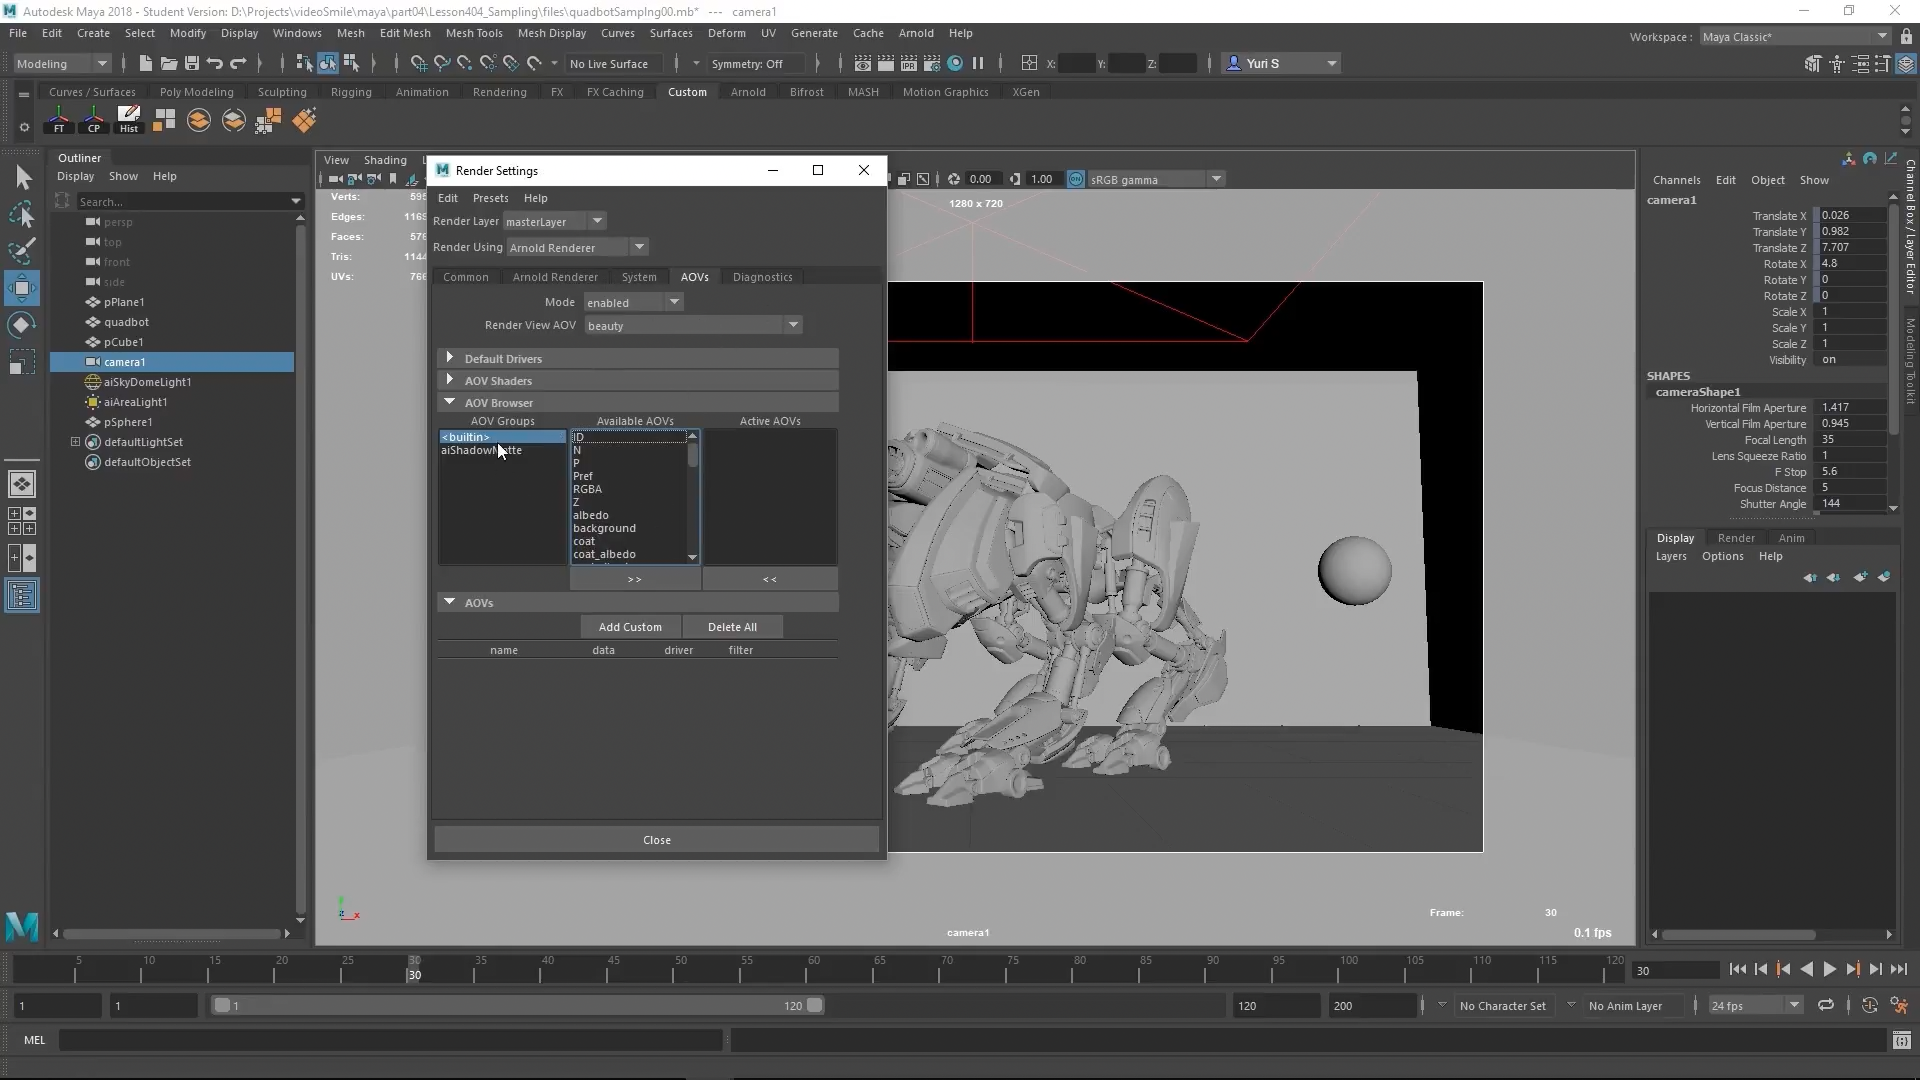 Autodesk Maya 2018 - Student Version: D:\Projects\videoSmile\maya\part04\Lesson404_Sampling\files\quadbotSamplng00.mb* --- camera1
File Edit Create Select Modify Display Windows Mesh Edit Mesh Mesh Tools Mesh Display Curves Surfaces Deform UV Generate Cache Arnold Help
Workspace : Maya Classic*
Modeling No Live Surface Symmetry: Off X: Y: Z: Yuri S
Curves / Surfaces Poly Modeling Sculpting Rigging Animation Rendering FX FX Caching Custom Arnold Bifrost MASH Motion Graphics XGen
FT CP Hist
Outliner
Display Show Help
Search...
persp
top
front
side
pPlane1
quadbot
pCube1
camera1
aiSkyDomeLight1
aiAreaLight1
pSphere1
defaultLightSet
defaultObjectSet
View Shading
0.00 1.00 sRGB gamma
Verts:
Edges:
Faces:
Tris:
UVs:
1280 x 720
Render Settings
Edit Presets Help
Render Layer masterLayer
Render Using Arnold Renderer
Common Arnold Renderer System AOVs Diagnostics
Mode enabled
Render View AOV beauty
Default Drivers
AOV Shaders
AOV Browser
AOV Groups Available AOVs Active AOVs
<builtin>
ID
N
P
Pref
RGBA
Z
albedo
background
coat
coat_albedo
>> <<
AOVs
Add Custom Delete All
name data driver filter
Close
Frame: 30
camera1
0.1 fps
Channels Edit Object Show
camera1
Translate X 0.026
Translate Y 0.982
Translate Z 7.707
Rotate X 4.8
Rotate Y 0
Rotate Z 0
Scale X 1
Scale Y 1
Scale Z 1
Visibility on
SHAPES
cameraShape1
Horizontal Film Aperture 1.417
Vertical Film Aperture 0.945
Focal Length 35
Lens Squeeze Ratio 1
F Stop 5.6
Focus Distance 5
Shutter Angle 144
Display Render Anim
Layers Options Help
Channel Box / Layer Editor
Modeling Toolkit
5 10 15 20 25 30 35 40 45 50 55 60 65 70 75 80 85 90 95 100 105 110 115 120
30
30
1 1 1 120 120 200 No Character Set No Anim Layer 24 fps
MEL